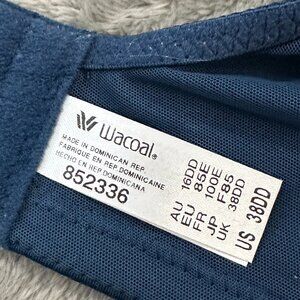 Wacoal®
MADE IN DOMINICAN REP.
FABRIQUE EN REP. DOMINICAINE
HECHO EN REP. DOMINICANA
852336
AU 16DD
EU 85E
FR 100E
JP F85
UK 38DD
US 38DD